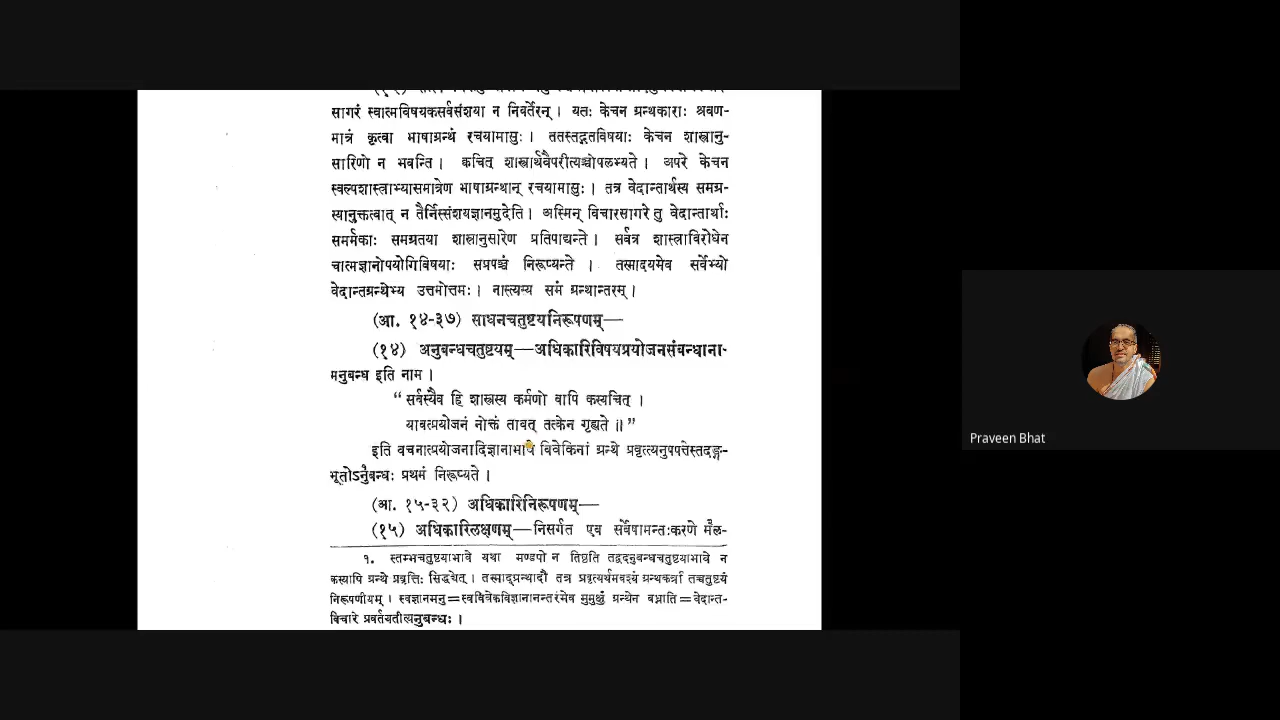 सागरं स्वात्मविषयकसर्वसंशया न निवर्तेरन् । यतः केचन ग्रन्थकाराः श्रवण-
मात्रं कृत्वा भाषाग्रन्थं रचयामासुः । ततस्तद्गतविषयाः केचन शास्त्रानु-
सारिणो न भवन्ति । क्वचित् शास्त्रार्थवैपरीत्यञ्चोपलभ्यते । अपरे केचन
स्वल्पशास्त्राभ्यासमात्रेण भाषाग्रन्थान् रचयामासुः । तत्र वेदान्तार्थस्य समग्र-
स्यानुक्तत्वात् न तैर्निस्संशयज्ञानमुदेति । अस्मिन् विचारसागरे तु वेदान्तार्थाः
समर्मकाः समग्रतया शास्त्रानुसारेण प्रतिपाद्यन्ते । सर्वत्र शास्त्राविरोधेन
चात्मज्ञानोपयोगिविषयाः सप्रपञ्चं निरूप्यन्ते । तस्मादयमेव सर्वेभ्यो
वेदान्तग्रन्थेभ्य उत्तमोत्तमः । नास्त्यस्य समं ग्रन्थान्तरम् ।
(आ. १४-३७) साधनचतुष्टयनिरूपणम्—
(१४) अनुबन्धचतुष्टयम्—अधिकारिविषयप्रयोजनसंबन्धाना-
मनुबन्ध इति नाम ।
“ सर्वस्यैव हि शास्त्रस्य कर्मणो वापि कस्यचित् ।
यावत्प्रयोजनं नोक्तं तावत् तत्केन गृह्यते ॥ ”
इति वचनात्प्रयोजनादिज्ञानाभावे विवेकिनां ग्रन्थे प्रवृत्त्यनुपपत्तेस्तदङ्ग-
भूतोऽनुबन्धः प्रथमं निरूप्यते ।
(आ. १५-३२) अधिकारिनिरूपणम्—
(१५) अधिकारिलक्षणम्—निसर्गत एव सर्वेषामन्तःकरणे मल-
१. स्तम्भचतुष्टयाभावे यथा मण्डपो न तिष्ठति तद्वदनुबन्धचतुष्टयाभावे न
कस्यापि ग्रन्थे प्रवृत्तिः सिद्धयेत् । तस्माद्ग्रन्थादौ तत्र प्रवृत्यर्थमवश्यं ग्रन्थकर्त्रा तच्चतुष्टयं
निरूपणीयम् । स्वज्ञानमनु=स्वविवेकविज्ञानानन्तरमेव मुमुक्षुं ग्रन्थेन बध्नाति=वेदान्त-
विचारे प्रवर्तयतीत्यनुबन्धः ।
Praveen Bhat